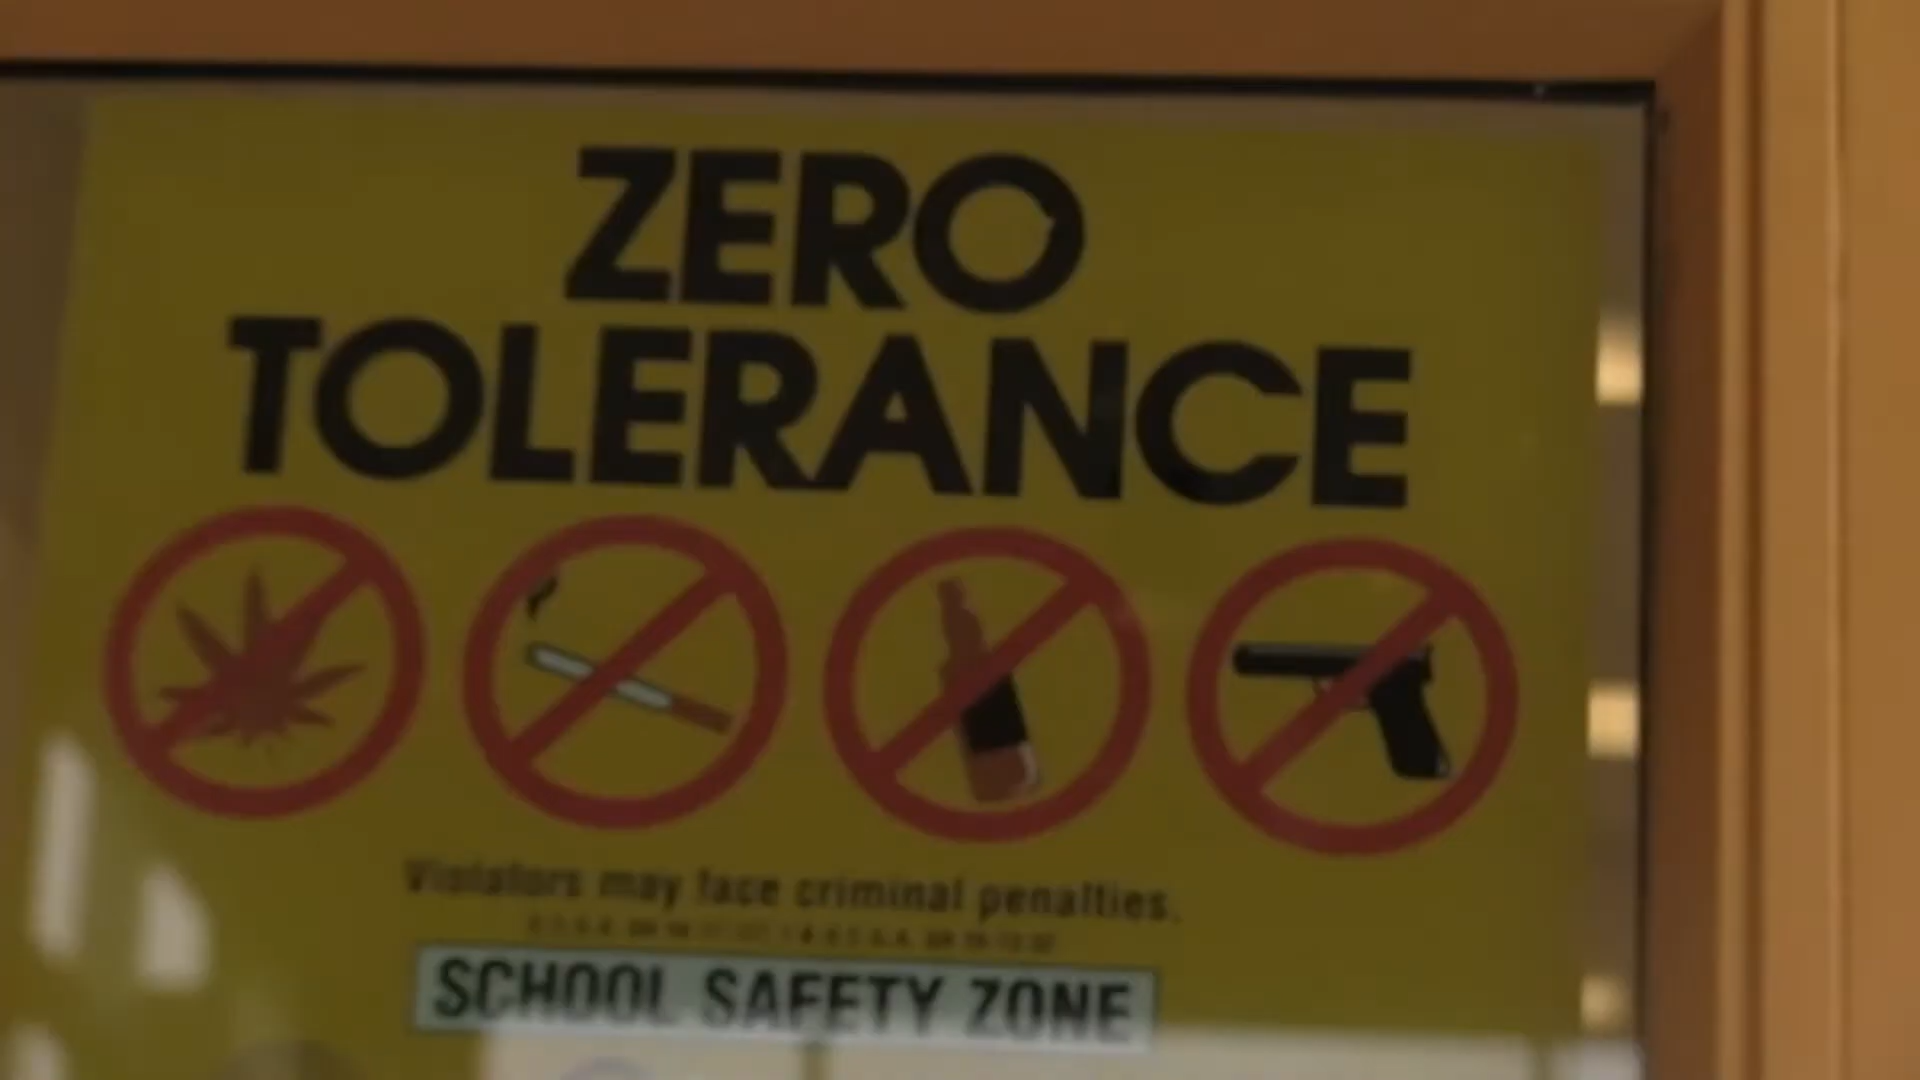 ZERO
TOLERANCE
Violators may face criminal penalties.
SCHOOL SAFETY ZONE